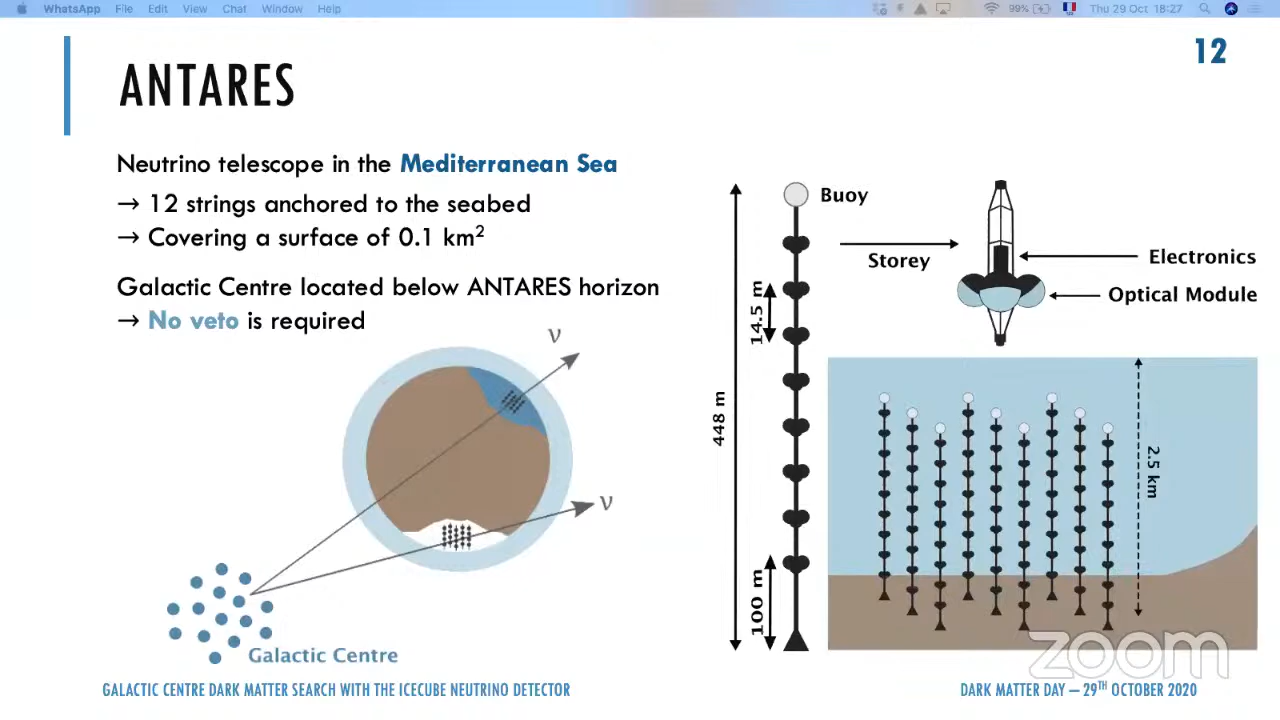 WhatsApp File Edit View Chat Window Help 99% Thu 29 Oct 18:27
12
ANTARES
Neutrino telescope in the Mediterranean Sea
→ 12 strings anchored to the seabed
→ Covering a surface of 0.1 km²
Galactic Centre located below ANTARES horizon
→ No veto is required
ν
ν
Galactic Centre
Buoy
Storey
Electronics
Optical Module
14.5 m
448 m
100 m
2.5 km
zoom
GALACTIC CENTRE DARK MATTER SEARCH WITH THE ICECUBE NEUTRINO DETECTOR
DARK MATTER DAY – 29TH OCTOBER 2020